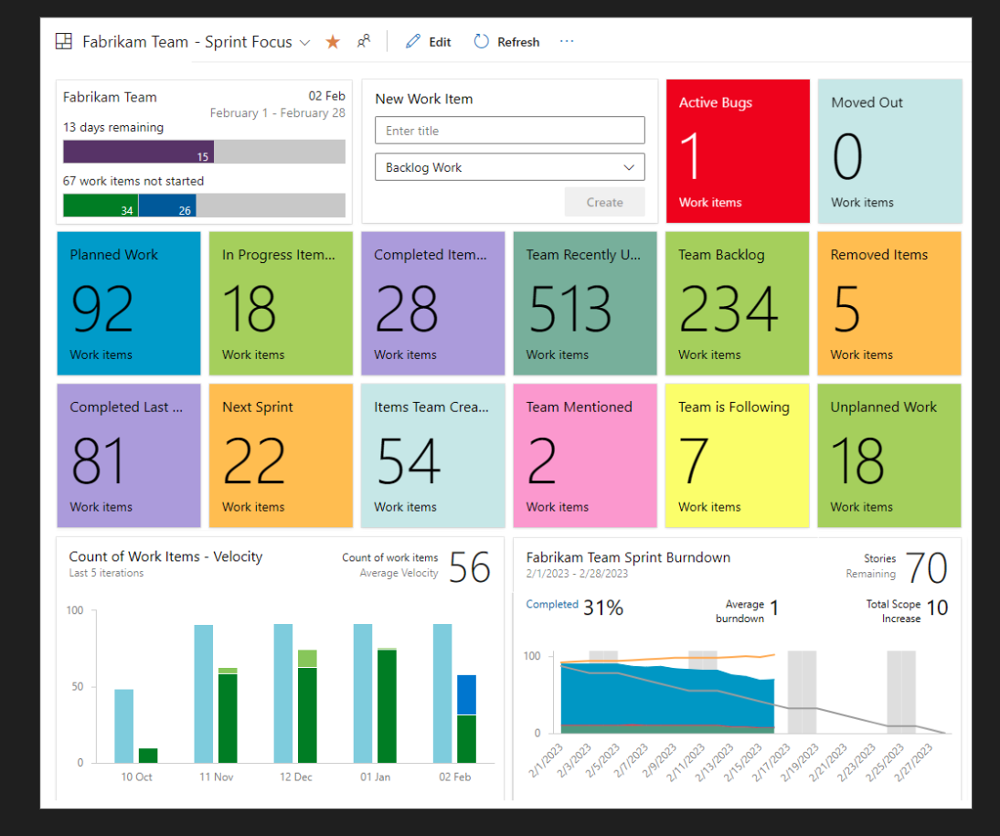 Fabrikam Team - Sprint Focus
Edit
Refresh
Fabrikam Team
02 Feb
February 1 - February 28
13 days remaining
15
67 work items not started
34
26
New Work Item
Enter title
Backlog Work
Create
Active Bugs
1
Work items
Moved Out
0
Work items
Planned Work
92
Work items
In Progress Item...
18
Work items
Completed Item...
28
Work items
Team Recently U...
513
Work items
Team Backlog
234
Work items
Removed Items
5
Work items
Completed Last ...
81
Work items
Next Sprint
22
Work items
Items Team Crea...
54
Work items
Team Mentioned
2
Work items
Team is Following
7
Work items
Unplanned Work
18
Work items
Count of Work Items - Velocity
Last 5 iterations
Count of work items
Average Velocity
56
100
50
0
10 Oct
11 Nov
12 Dec
01 Jan
02 Feb
Fabrikam Team Sprint Burndown
2/1/2023 - 2/28/2023
Stories
Remaining
70
Completed 31%
Average
burndown
1
Total Scope
Increase
10
100
0
2/1/2023
2/3/2023
2/5/2023
2/7/2023
2/9/2023
2/11/2023
2/13/2023
2/15/2023
2/17/2023
2/19/2023
2/21/2023
2/23/2023
2/25/2023
2/27/2023